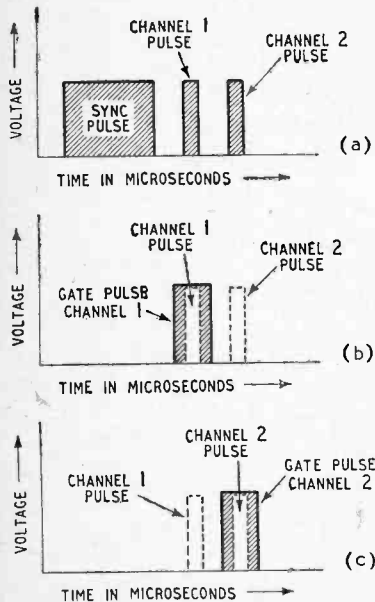 CHANNEL 1
PULSE
CHANNEL 2
PULSE
SYNC
PULSE
VOLTAGE
(a)
TIME IN MICROSECONDS
CHANNEL 1
PULSE
CHANNEL 2
PULSE
GATE PULSE
CHANNEL 1
VOLTAGE
(b)
TIME IN MICROSECONDS
CHANNEL 2
PULSE
CHANNEL 1
PULSE
GATE PULSE
CHANNEL 2
VOLTAGE
(c)
TIME IN MICROSECONDS